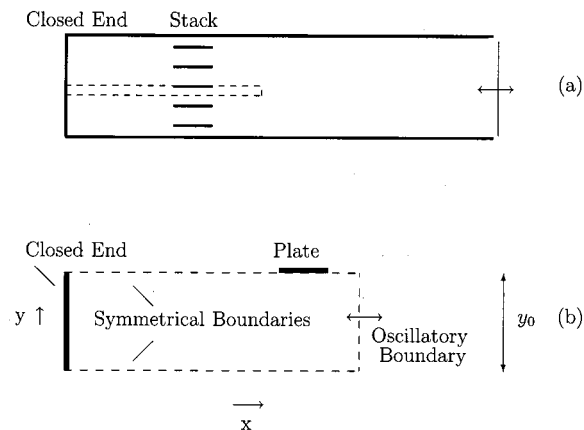 Closed End
Stack
(a)
Closed End
Plate
y ↑
Symmetrical Boundaries
Oscillatory
Boundary
y₀
(b)
x